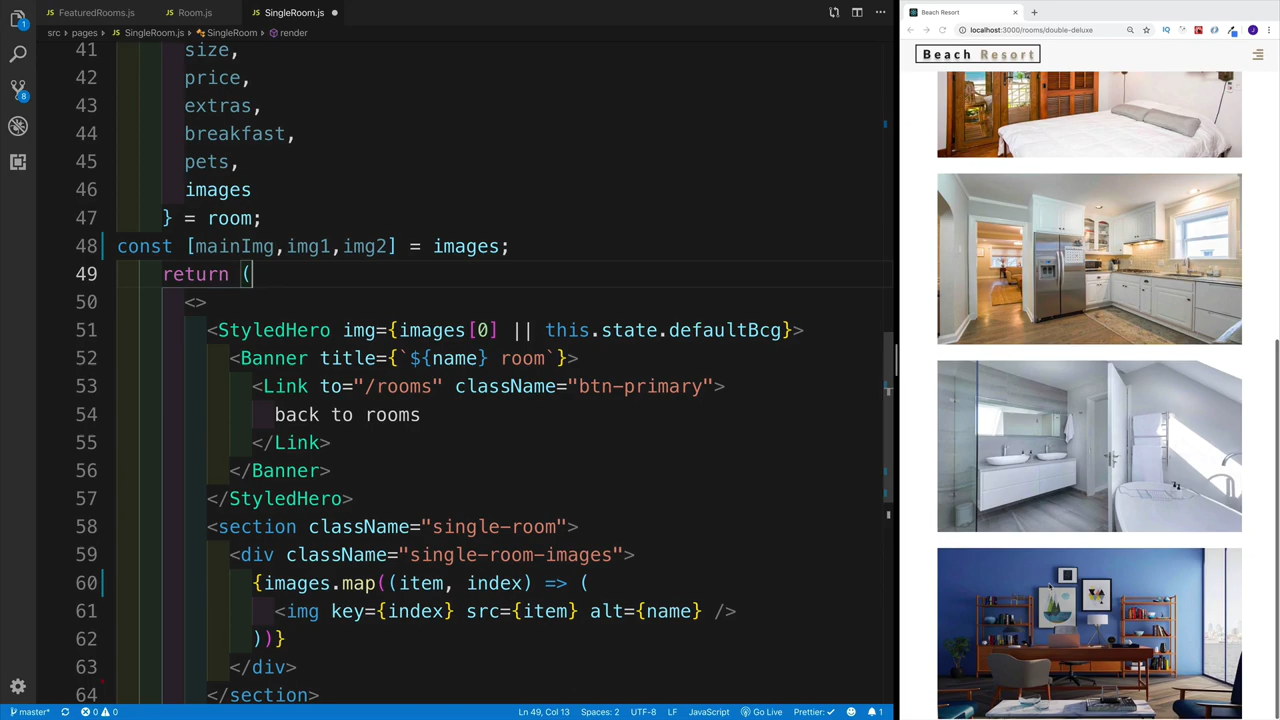 FeaturedRooms.js
Room.js
SingleRoom.js
src > pages > SingleRoom.js > SingleRoom > render
41 size,
42 price,
43 extras,
44 breakfast,
45 pets,
46 images
47 } = room;
48 const [mainImg,img1,img2] = images;
49 return (
50 <>
51 <StyledHero img={images[0] || this.state.defaultBcg}>
52 <Banner title={`${name} room`}>
53 <Link to="/rooms" className="btn-primary">
54 back to rooms
55 </Link>
56 </Banner>
57 </StyledHero>
58 <section className="single-room">
59 <div className="single-room-images">
60 {images.map((item, index) => (
61 <img key={index} src={item} alt={name} />
62 ))}
63 </div>
64 </section>
1
8
master*
0 0
Ln 49, Col 13
Spaces: 2
UTF-8
LF
JavaScript
Go Live
Prettier: ✓
1
Beach Resort
localhost:3000/rooms/double-deluxe
IQ
J
Beach Resort